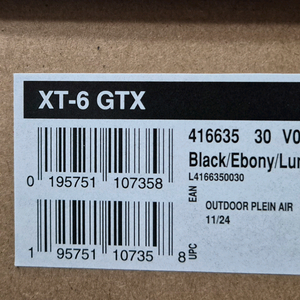 XT-6 GTX
416635 30 V0
Black/Ebony/Lun
L4166350030
0 195751 107358
EAN
OUTDOOR PLEIN AIR
11/24
1 95751 10735 8
UPC